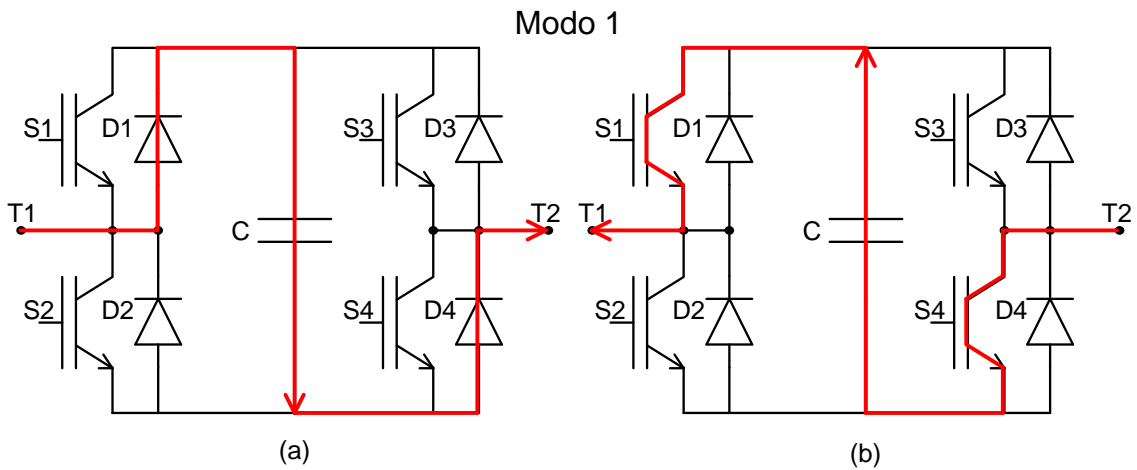 Modo 1
S1 D1 S3 D3 S1 D1 S3 D3
T1 C T2 T1 C T2
S2 D2 S4 D4 S2 D2 S4 D4
(a) (b)